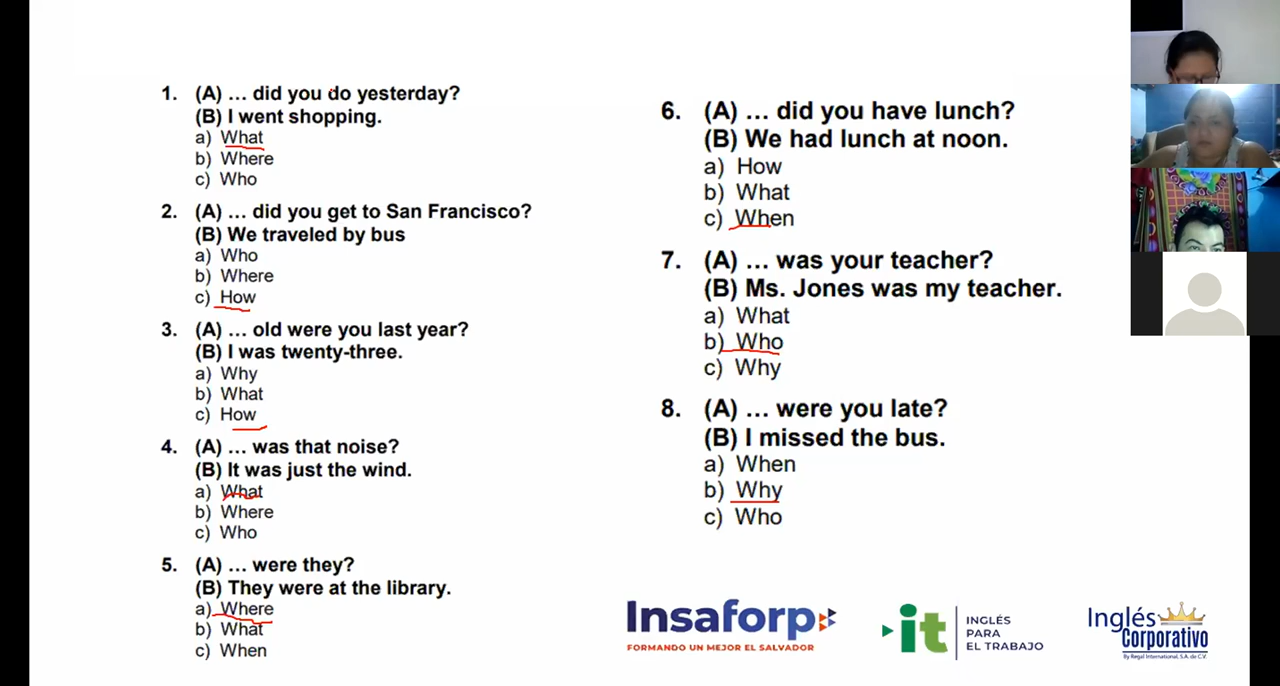 1. (A) ... did you do yesterday?
(B) I went shopping.
a) What
b) Where
c) Who
2. (A) ... did you get to San Francisco?
(B) We traveled by bus
a) Who
b) Where
c) How
3. (A) ... old were you last year?
(B) I was twenty-three.
a) Why
b) What
c) How
4. (A) ... was that noise?
(B) It was just the wind.
a) What
b) Where
c) Who
5. (A) ... were they?
(B) They were at the library.
a) Where
b) What
c) When
6. (A) ... did you have lunch?
(B) We had lunch at noon.
a) How
b) What
c) When
7. (A) ... was your teacher?
(B) Ms. Jones was my teacher.
a) What
b) Who
c) Why
8. (A) ... were you late?
(B) I missed the bus.
a) When
b) Why
c) Who
Insaforp
FORMANDO UN MEJOR EL SALVADOR
it
INGLÉS
PARA
EL TRABAJO
Inglés
Corporativo
By Regal International, S.A. de C.V.